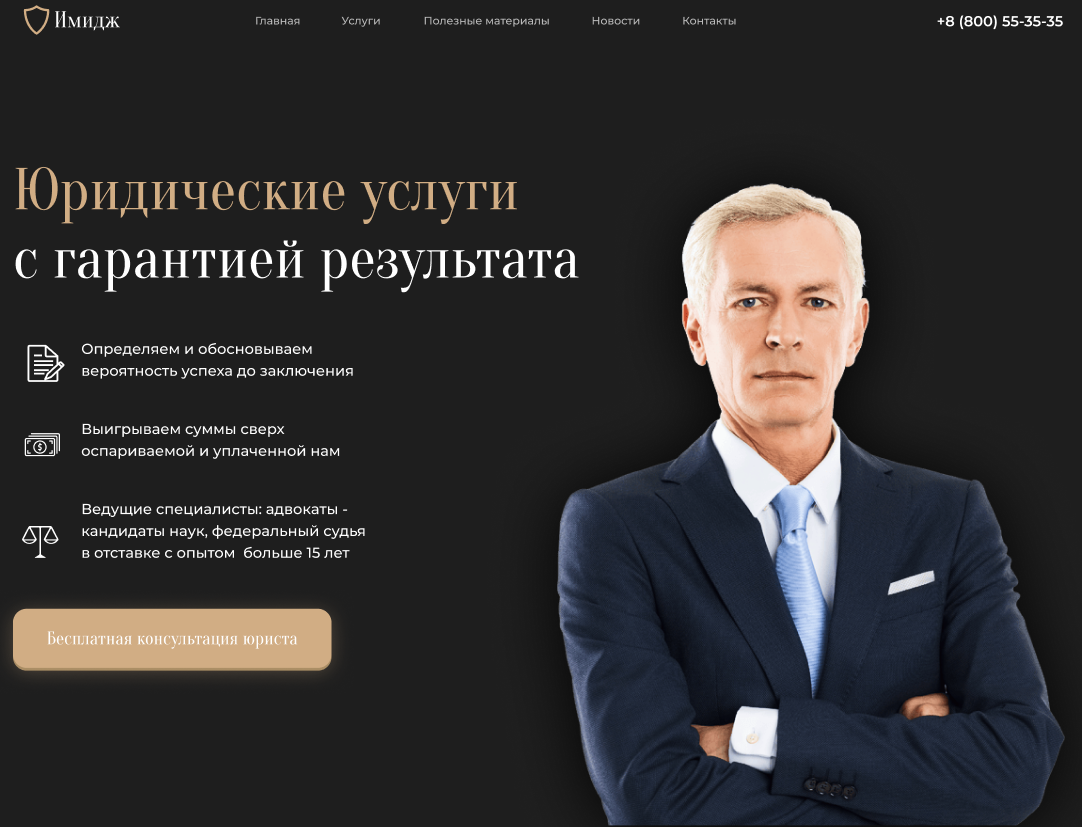 Имидж
Главная
Услуги
Полезные материалы
Новости
Контакты
+8 (800) 55-35-35
Юридические услуги
с гарантией результата
Определяем и обосновываем
вероятность успеха до заключения
Выигрываем суммы сверх
оспариваемой и уплаченной нам
Ведущие специалисты: адвокаты -
кандидаты наук, федеральный судья
в отставке с опытом  больше 15 лет
Бесплатная консультация юриста